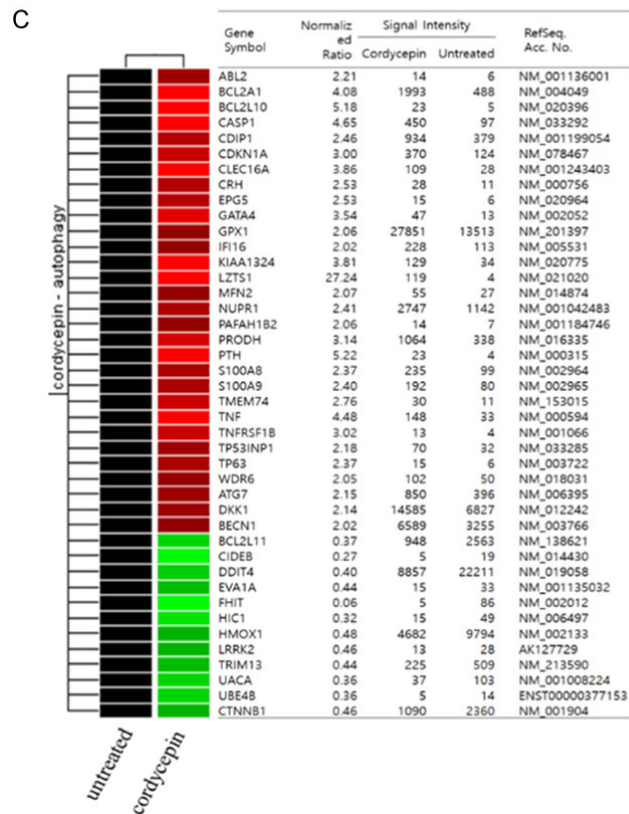 C
Gene Symbol Normaliz ed Ratio Signal Intensity Cordycepin Untreated RefSeq. Acc. No.
ABL2 2.21 14 6 NM_001136001
BCL2A1 4.08 1993 488 NM_004049
BCL2L10 5.18 23 5 NM_020396
CASP1 4.65 450 97 NM_033292
CDIP1 2.46 934 379 NM_001199054
CDKN1A 3.00 370 124 NM_078467
CLEC16A 3.86 109 28 NM_001243403
CRH 2.53 28 11 NM_000756
EPG5 2.53 15 6 NM_020964
GATA4 3.54 47 13 NM_002052
GPX1 2.06 27851 13513 NM_201397
IFI16 2.02 228 113 NM_005531
KIAA1324 3.81 129 34 NM_020775
LZTS1 27.24 119 4 NM_021020
MFN2 2.07 55 27 NM_014874
NUPR1 2.41 2747 1142 NM_001042483
PAFAH1B2 2.06 14 7 NM_001184746
PRODH 3.14 1064 338 NM_016335
PTH 5.22 23 4 NM_000315
S100A8 2.37 235 99 NM_002964
S100A9 2.40 192 80 NM_002965
TMEM74 2.76 30 11 NM_153015
TNF 4.48 148 33 NM_000594
TNFRSF1B 3.02 13 4 NM_001066
TP53INP1 2.18 70 32 NM_033285
TP63 2.37 15 6 NM_003722
WDR6 2.05 102 50 NM_018031
ATG7 2.15 850 396 NM_006395
DKK1 2.14 14585 6827 NM_012242
BECN1 2.02 6589 3255 NM_003766
BCL2L11 0.37 948 2563 NM_138621
CIDEB 0.27 5 19 NM_014430
DDIT4 0.40 8857 22211 NM_019058
EVA1A 0.44 15 33 NM_001135032
FHIT 0.06 5 86 NM_002012
HIC1 0.32 15 49 NM_006497
HMOX1 0.48 4682 9794 NM_002133
LRRK2 0.46 13 28 AK127729
TRIM13 0.44 225 509 NM_213590
UACA 0.36 37 103 NM_001008224
UBE4B 0.36 5 14 ENST00000377153
CTNNB1 0.46 1090 2360 NM_001904
cordycepin - autophagy
untreated
cordycepin